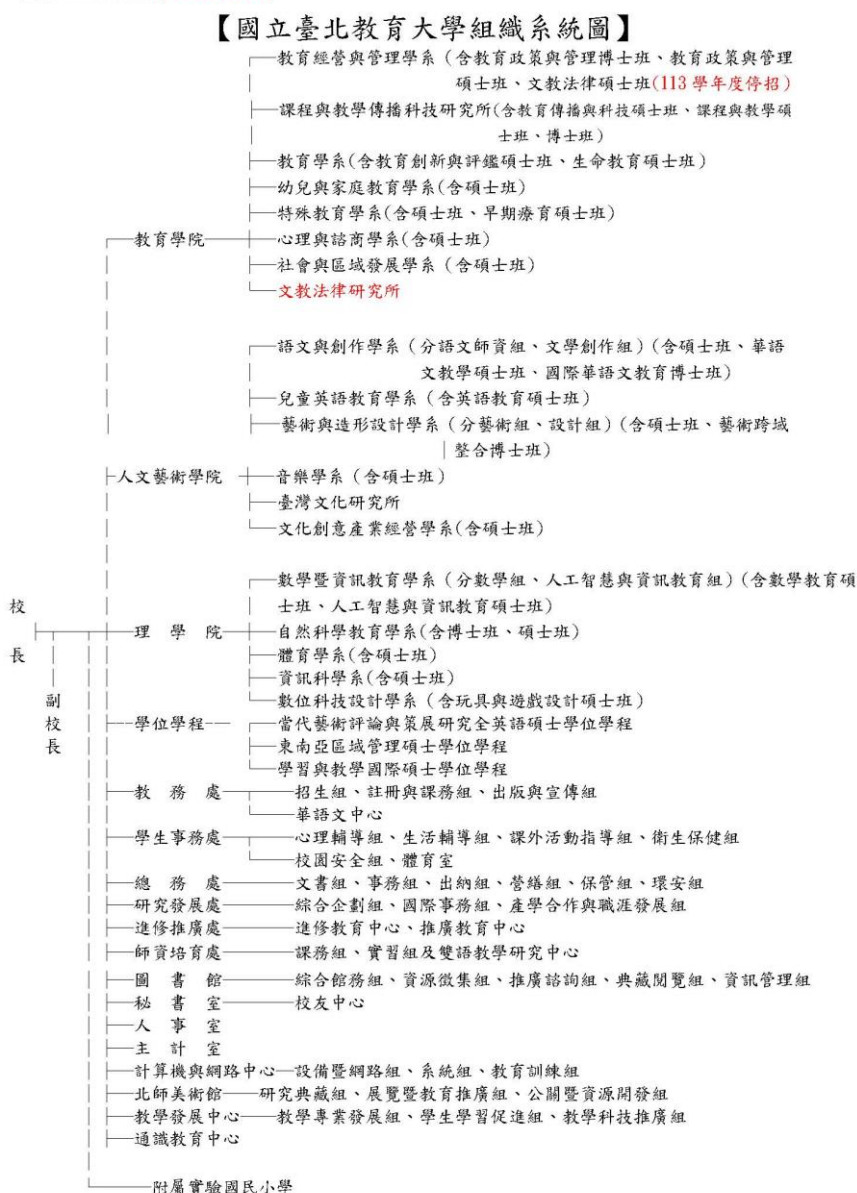 【國立臺北教育大學組織系統圖】
教育經營與管理學系（含教育政策與管理博士班、教育政策與管理
碩士班、文教法律碩士班(113 學年度停招)
課程與教學傳播科技研究所(含教育傳播與科技碩士班、課程與教學碩
士班、博士班)
教育學系(含教育創新與評鑑碩士班、生命教育碩士班)
幼兒與家庭教育學系(含碩士班)
特殊教育學系(含碩士班、早期療育碩士班)
教育學院
心理與諮商學系(含碩士班)
社會與區域發展學系（含碩士班）
文教法律研究所
語文與創作學系（分語文師資組、文學創作組）(含碩士班、華語
文教學碩士班、國際華語文教育博士班)
兒童英語教育學系（含英語教育碩士班）
藝術與造形設計學系（分藝術組、設計組）(含碩士班、藝術跨域
整合博士班)
人文藝術學院
音樂學系（含碩士班）
臺灣文化研究所
文化創意產業經營學系(含碩士班)
數學暨資訊教育學系（分數學組、人工智慧與資訊教育組）(含數學教育碩
士班、人工智慧與資訊教育碩士班)
校長
理學院
自然科學教育學系(含博士班、碩士班)
體育學系(含碩士班)
資訊科學系(含碩士班)
數位科技設計學系（含玩具與遊戲設計碩士班）
副校長
學位學程
當代藝術評論與策展研究全英語碩士學位學程
東南亞區域管理碩士學位學程
學習與教學國際碩士學位學程
教務處 招生組、註冊與課務組、出版與宣傳組
華語文中心
學生事務處 心理輔導組、生活輔導組、課外活動指導組、衛生保健組
校園安全組、體育室
總務處 文書組、事務組、出納組、營繕組、保管組、環安組
研究發展處 綜合企劃組、國際事務組、產學合作與職涯發展組
進修推廣處 進修教育中心、推廣教育中心
師資培育處 課務組、實習組及雙語教學研究中心
圖書館 綜合館務組、資源徵集組、推廣諮詢組、典藏閱覽組、資訊管理組
秘書室 校友中心
人事室
主計室
計算機與網路中心 設備暨網路組、系統組、教育訓練組
北師美術館 研究典藏組、展覽暨教育推廣組、公關暨資源開發組
教學發展中心 教學專業發展組、學生學習促進組、教學科技推廣組
通識教育中心
附屬實驗國民小學